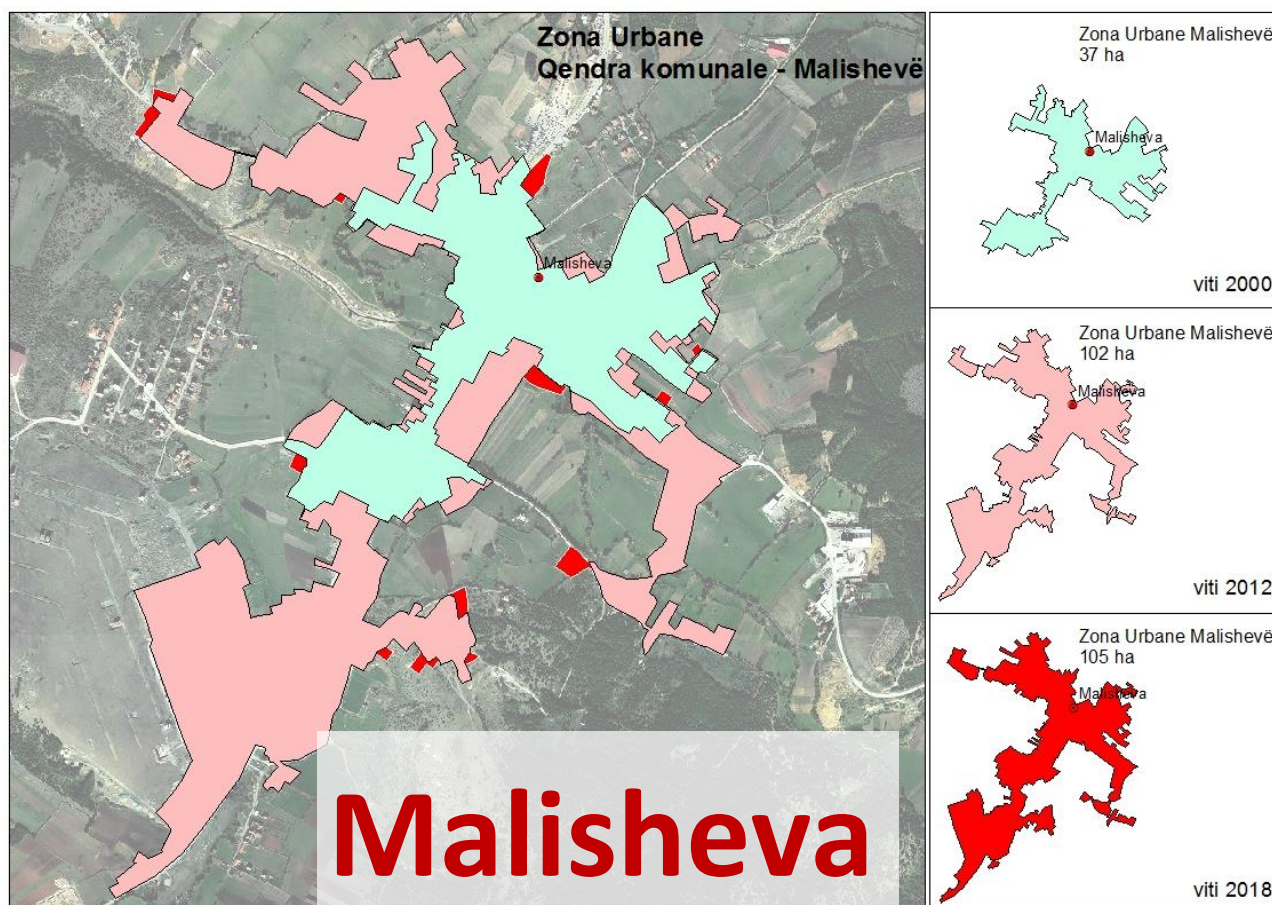 Zona Urbane
Qendra komunale - Malishevë
Malisheva
Malisheva
Zona Urbane Malishevë
37 ha
Malisheva
viti 2000
Zona Urbane Malishevë
102 ha
Malisheva
viti 2012
Zona Urbane Malishevë
105 ha
Malisheva
viti 2018